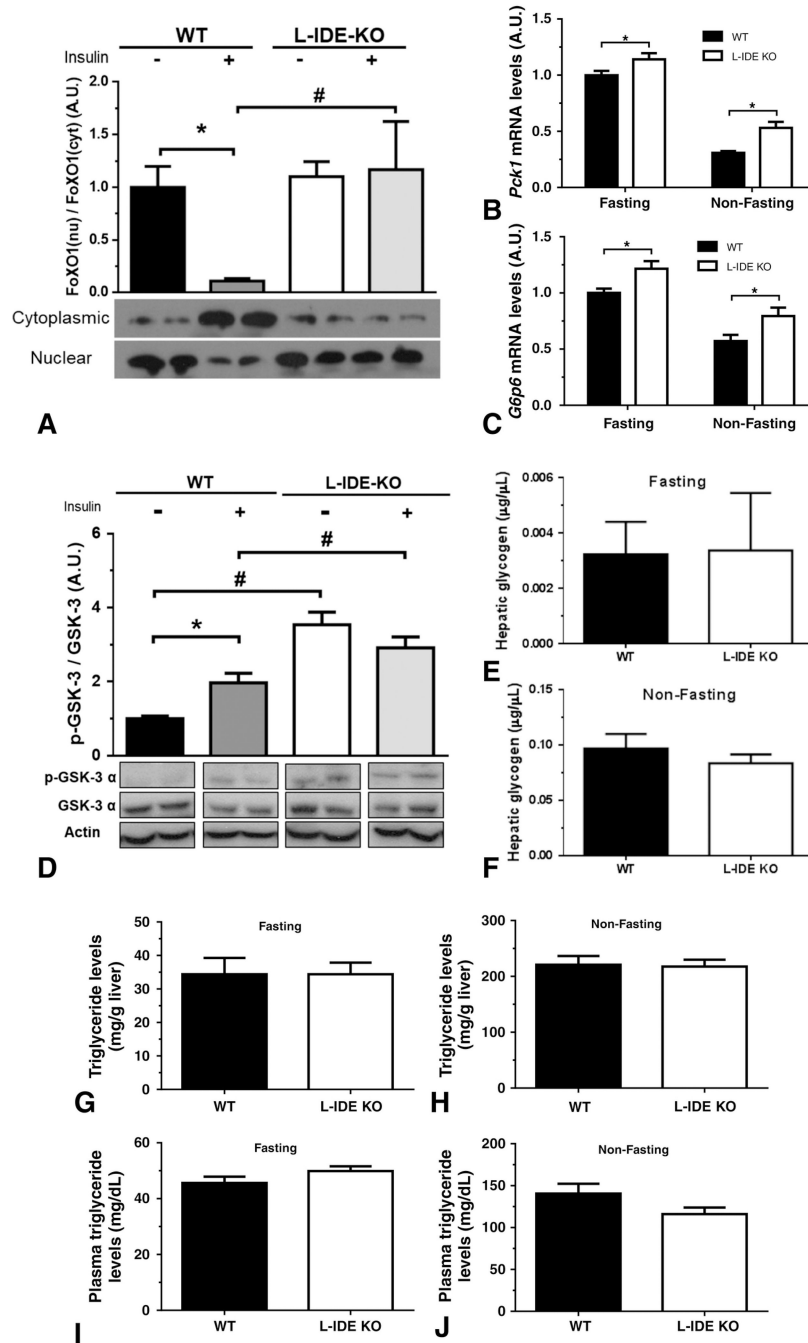 WT L-IDE-KO
Insulin - + - +
FoXO1(nu) / FoXO1(cyt) (A.U.)
2.0
1.5
1.0
0.5
0.0
*
#
Cytoplasmic
Nuclear
A
Pck1 mRNA levels (A.U.)
1.5
1.0
0.5
0.0
WT
L-IDE KO
*
*
Fasting Non-Fasting
B
G6p6 mRNA levels (A.U.)
1.5
1.0
0.5
0.0
WT
L-IDE KO
*
*
Fasting Non-Fasting
C
WT L-IDE-KO
Insulin - + - +
p-GSK-3 / GSK-3 (A.U.)
6
4
2
0
#
#
*
p-GSK-3 α
GSK-3 α
Actin
D
Fasting
Hepatic glycogen (µg/µL)
0.006
0.004
0.002
0.000
WT L-IDE KO
E
Non-Fasting
Hepatic glycogen (µg/µL)
0.15
0.10
0.05
0.00
WT L-IDE KO
F
Fasting
Triglyceride levels
(mg/g liver)
50
40
30
20
10
0
WT L-IDE KO
G
Non-Fasting
Triglyceride levels
(mg/g liver)
300
200
100
0
WT L-IDE KO
H
Fasting
Plasma triglyceride
levels (mg/dL)
60
40
20
0
WT L-IDE KO
I
Non-Fasting
Plasma triglyceride
levels (mg/dL)
200
150
100
50
0
WT L-IDE KO
J